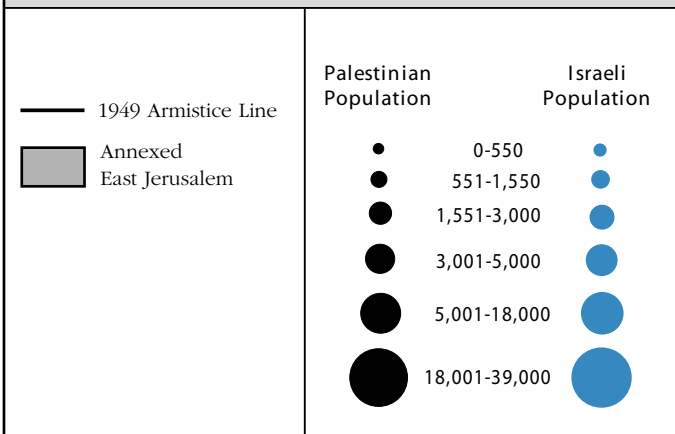 1949 Armistice Line
Annexed
East Jerusalem
Palestinian
Population
Israeli
Population
0-550
551-1,550
1,551-3,000
3,001-5,000
5,001-18,000
18,001-39,000